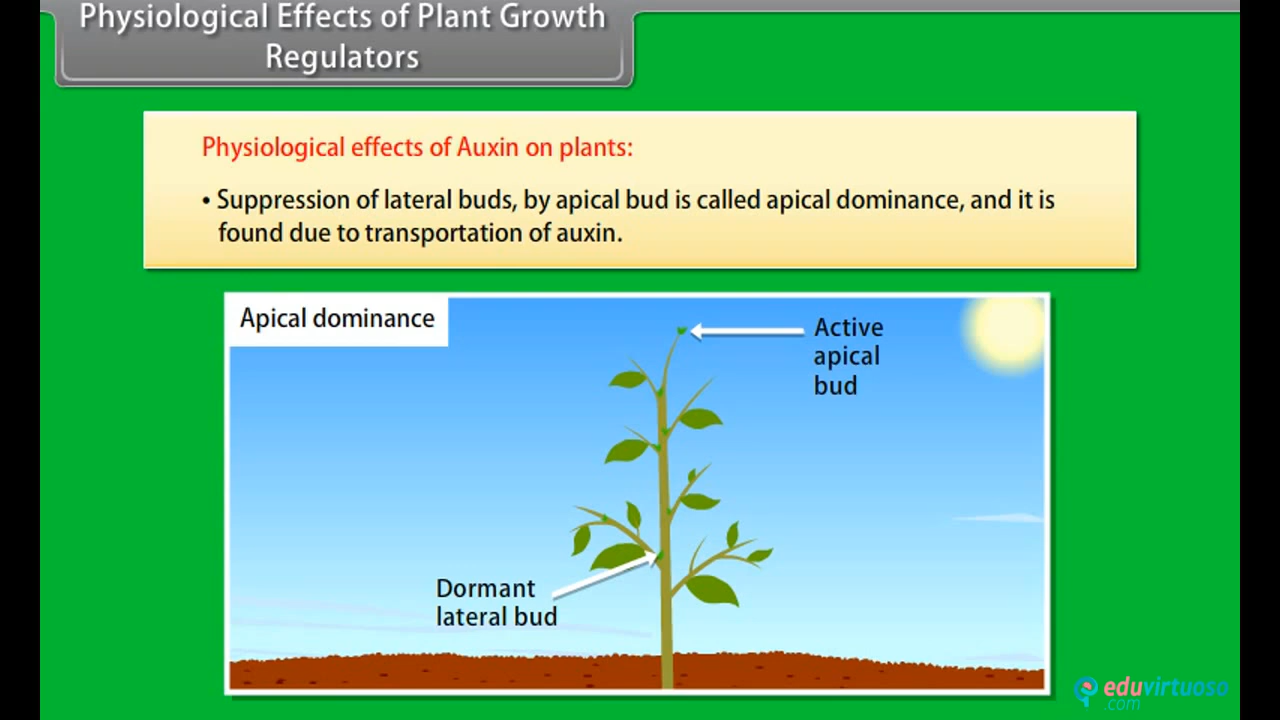 Physiological Effects of Plant Growth
Regulators
Physiological effects of Auxin on plants:
• Suppression of lateral buds, by apical bud is called apical dominance, and it is
found due to transportation of auxin.
Apical dominance
Active
apical
bud
Dormant
lateral bud
eduvirtuoso
.com